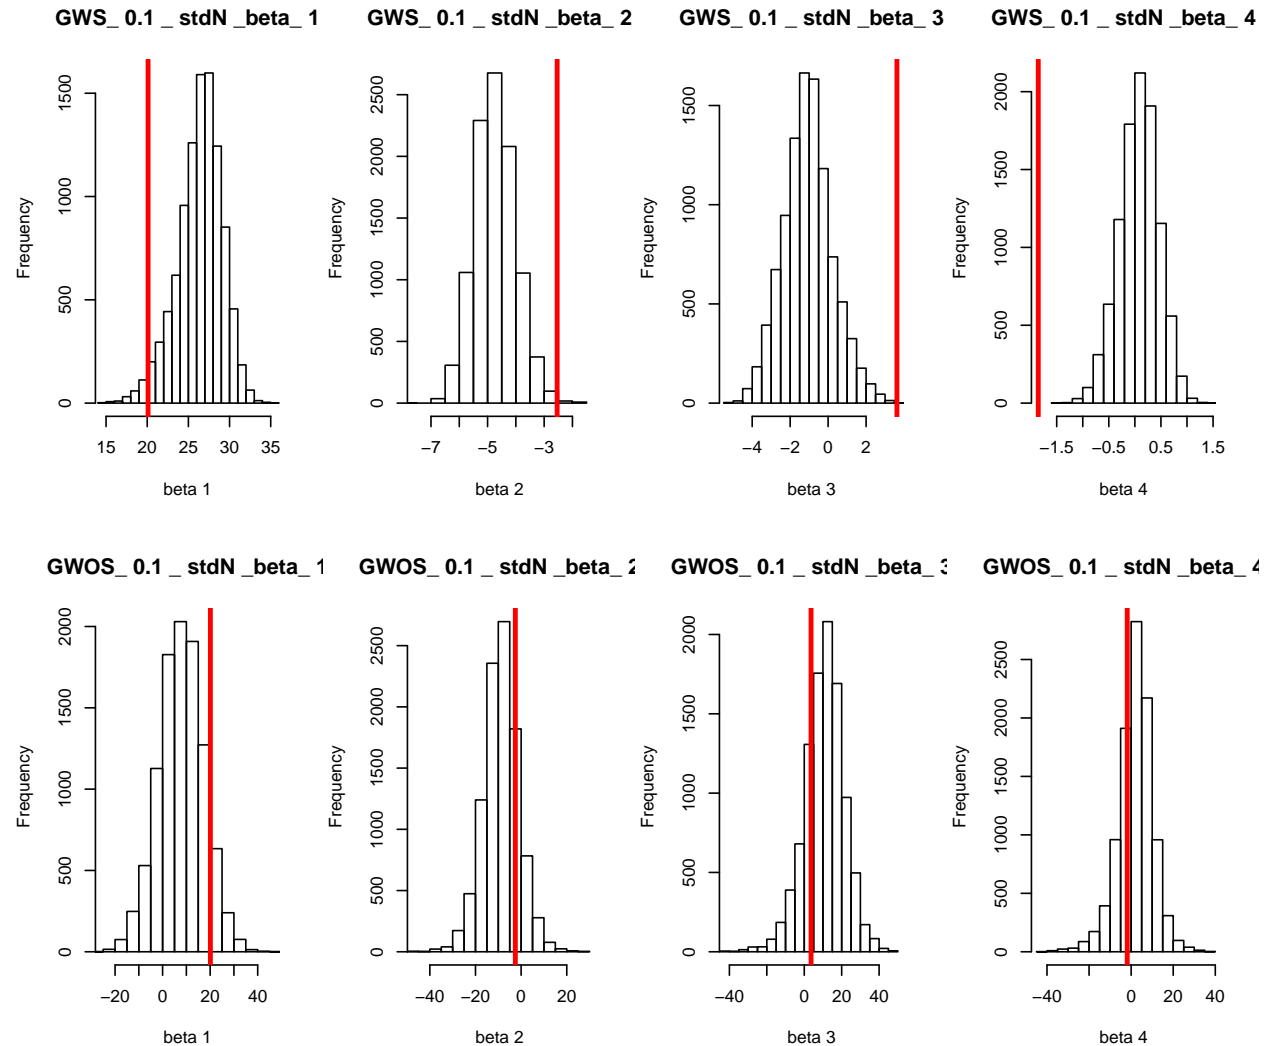 GWS_ 0.1 _ stdN _beta_ 1
GWS_ 0.1 _ stdN _beta_ 2
GWS_ 0.1 _ stdN _beta_ 3
GWS_ 0.1 _ stdN _beta_ 4
Frequency
0 500 1000 1500
15 20 25 30 35
beta 1
Frequency
0 500 1000 1500 2000 2500
−7 −5 −3
beta 2
Frequency
0 500 1000 1500
−4 −2 0 2
beta 3
Frequency
0 500 1000 1500 2000
−1.5 −0.5 0.5 1.5
beta 4
GWOS_ 0.1 _ stdN _beta_ 1
GWOS_ 0.1 _ stdN _beta_ 2
GWOS_ 0.1 _ stdN _beta_ 3
GWOS_ 0.1 _ stdN _beta_ 4
Frequency
0 500 1000 1500 2000
−20 0 20 40
beta 1
Frequency
0 500 1000 1500 2000 2500
−40 −20 0 20
beta 2
Frequency
0 500 1000 1500 2000
−40 0 20 40
beta 3
Frequency
0 500 1000 1500 2000 2500
−40 0 20 40
beta 4